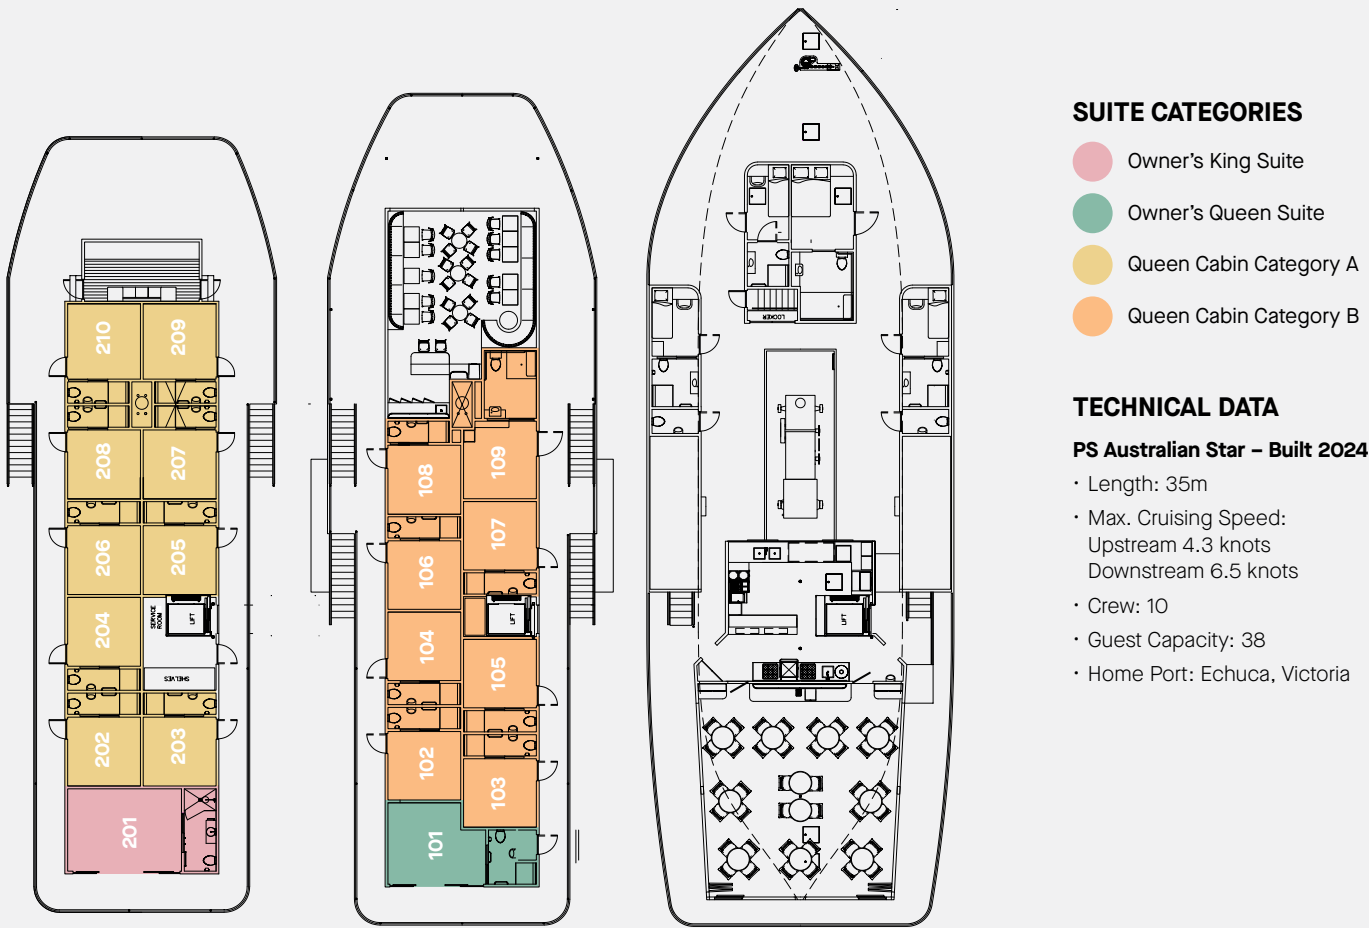 210
209
208
207
206
205
204
SERVICE
ROOM
LIFT
SHELVES
202
203
201
108
109
107
106
LIFT
104
105
102
103
101
LOCKER
LIFT
SUITE CATEGORIES
Owner's King Suite
Owner's Queen Suite
Queen Cabin Category A
Queen Cabin Category B
TECHNICAL DATA
PS Australian Star – Built 2024
· Length: 35m
· Max. Cruising Speed:
Upstream 4.3 knots
Downstream 6.5 knots
· Crew: 10
· Guest Capacity: 38
· Home Port: Echuca, Victoria